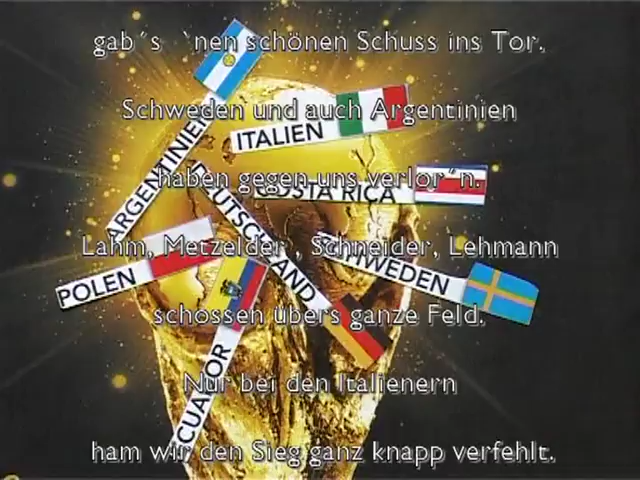 gab´s `nen schönen Schuss ins Tor.
Schweden und auch Argentinien
haben gegen uns verlor´n.
Lahm, Metzelder, Schneider, Lehmann
schossen übers ganze Feld.
Nur bei den Italienern
ham wir den Sieg ganz knapp verfehlt.
ARGENTINIEN
ITALIEN
COSTA RICA
DEUTSCHLAND
SCHWEDEN
POLEN
ECUADOR